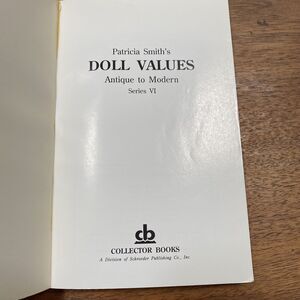 Patricia Smith's
DOLL VALUES
Antique to Modern
Series VI
cb
COLLECTOR BOOKS
A Division of Schroeder Publishing Co., Inc.